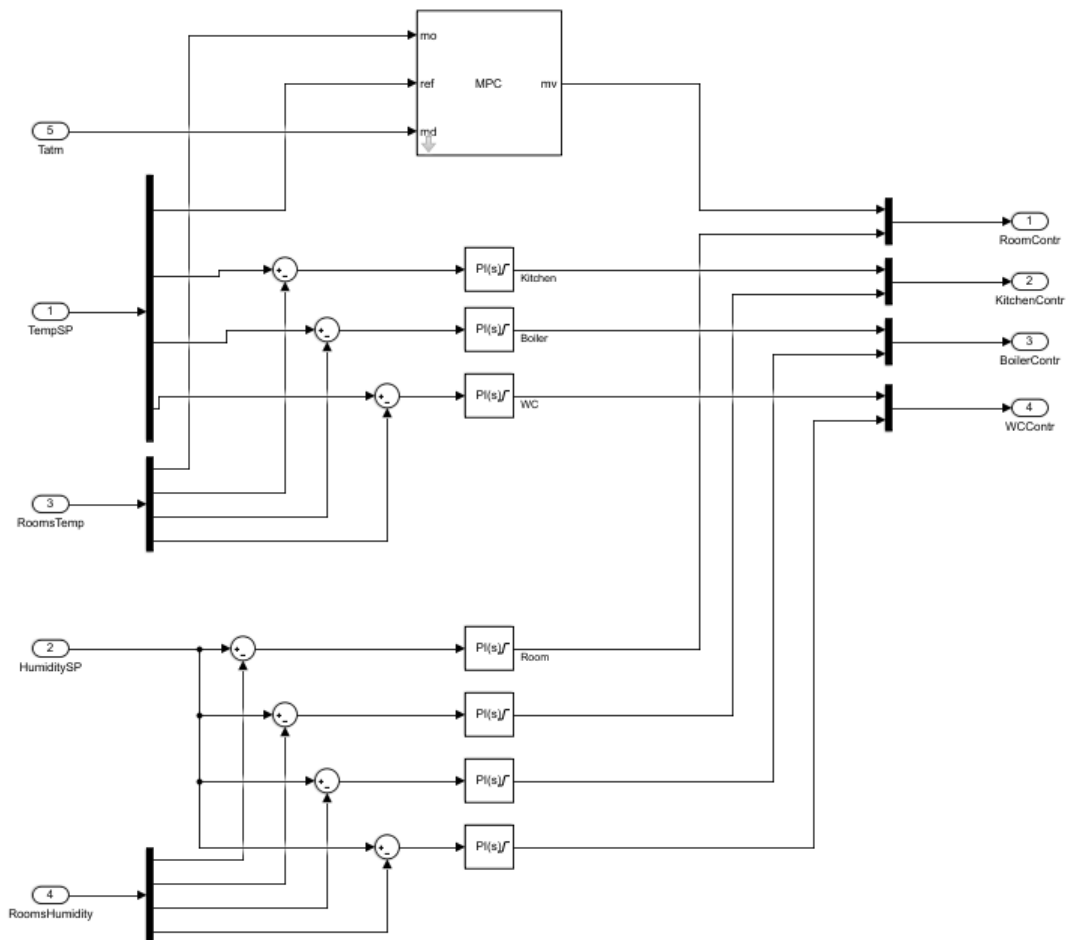 mo
ref
MPC
mv
md
5
Tatm
1
RoomContr
PI(s)
Kitchen
2
KitchenContr
1
TempSP
PI(s)
Boiler
3
BoilerContr
PI(s)
WC
4
WCContr
3
RoomsTemp
2
HumiditySP
PI(s)
Room
PI(s)
PI(s)
PI(s)
4
RoomsHumidity